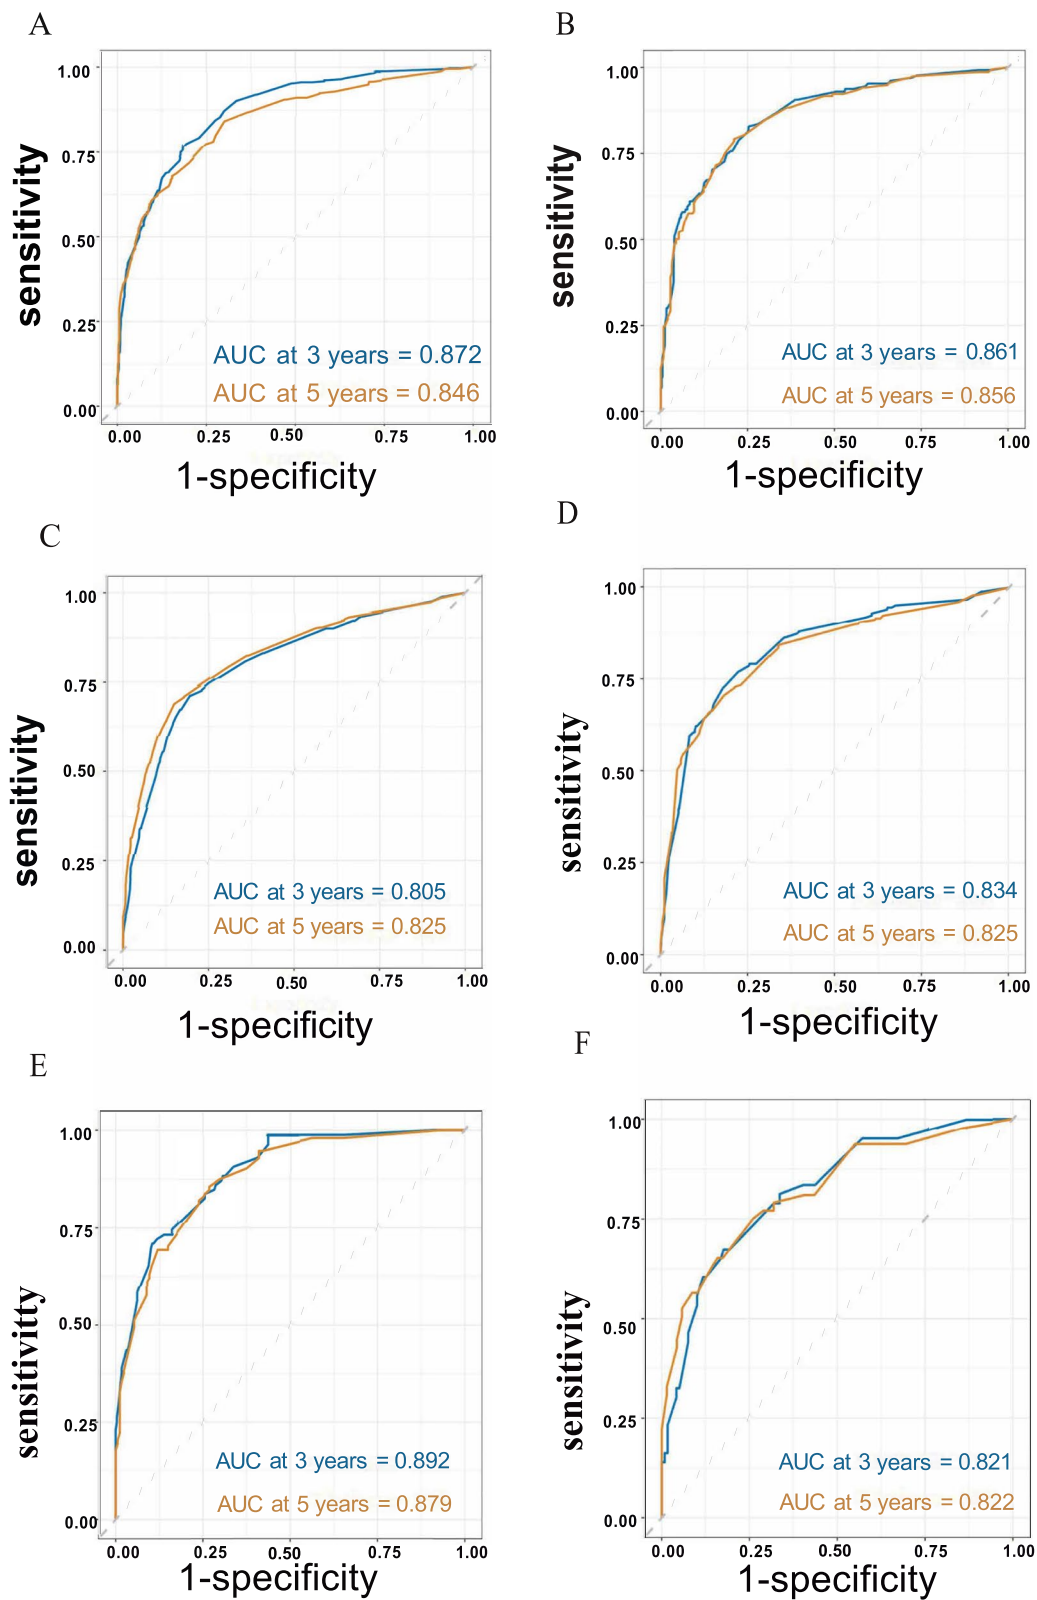 A
1.00
0.75
0.50
0.25
0.00
sensitivity
AUC at 3 years = 0.872
AUC at 5 years = 0.846
0.00 0.25 0.50 0.75 1.00
1-specificity
B
1.00
0.75
0.50
0.25
0.00
sensitivity
AUC at 3 years = 0.861
AUC at 5 years = 0.856
0.00 0.25 0.50 0.75 1.00
1-specificity
C
1.00
0.75
0.50
0.25
0.00
sensitivity
AUC at 3 years = 0.805
AUC at 5 years = 0.825
0.00 0.25 0.50 0.75 1.00
1-specificity
D
1.00
0.75
0.50
0.25
0.00
sensitivity
AUC at 3 years = 0.834
AUC at 5 years = 0.825
0.00 0.25 0.50 0.75 1.00
1-specificity
E
1.00
0.75
0.50
0.25
0.00
sensitivitty
AUC at 3 years = 0.892
AUC at 5 years = 0.879
0.00 0.25 0.50 0.75 1.00
1-specificity
F
1.00
0.75
0.50
0.25
0.00
sensitivity
AUC at 3 years = 0.821
AUC at 5 years = 0.822
0.00 0.25 0.50 0.75 1.00
1-specificity